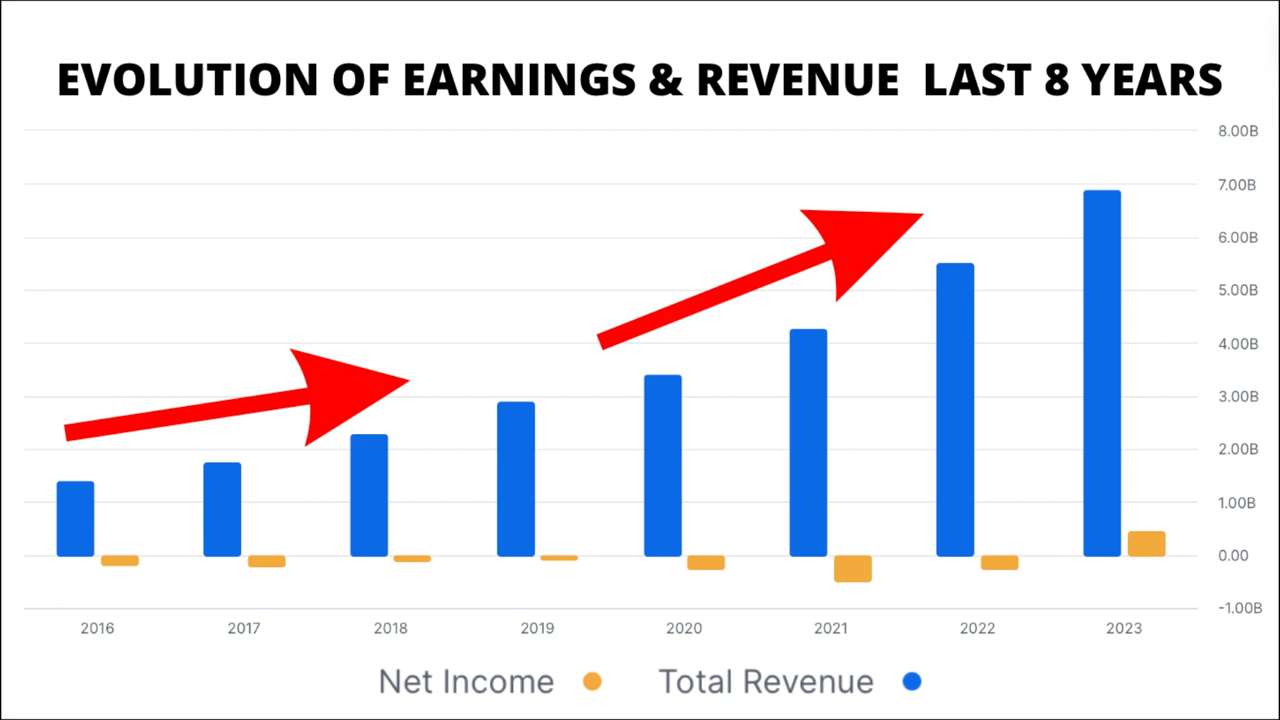 EVOLUTION OF EARNINGS & REVENUE LAST 8 YEARS
8.00B
7.00B
6.00B
5.00B
4.00B
3.00B
2.00B
1.00B
0.00
-1.00B
2016 2017 2018 2019 2020 2021 2022 2023
Net Income Total Revenue